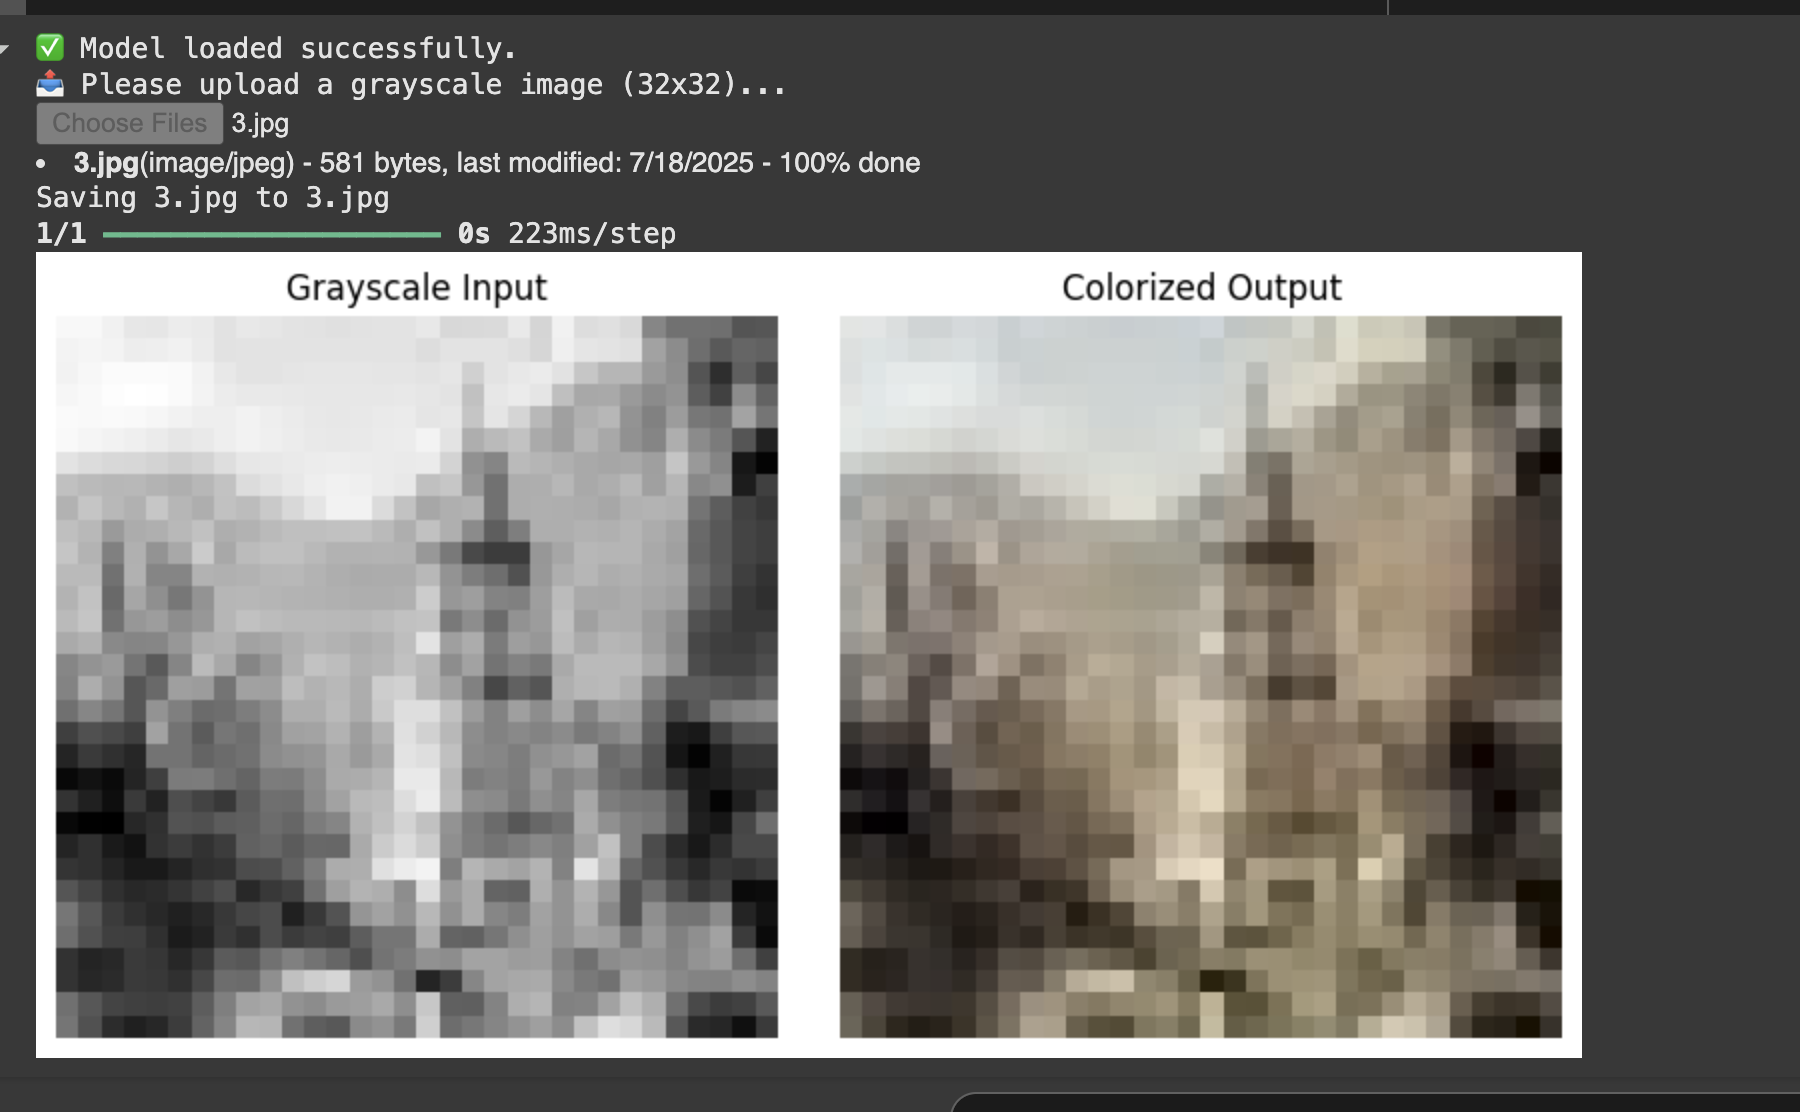 ✅ Model loaded successfully.
📤 Please upload a grayscale image (32x32)...
Choose Files 3.jpg
• 3.jpg(image/jpeg) - 581 bytes, last modified: 7/18/2025 - 100% done
Saving 3.jpg to 3.jpg
1/1 0s 223ms/step
Grayscale Input Colorized Output